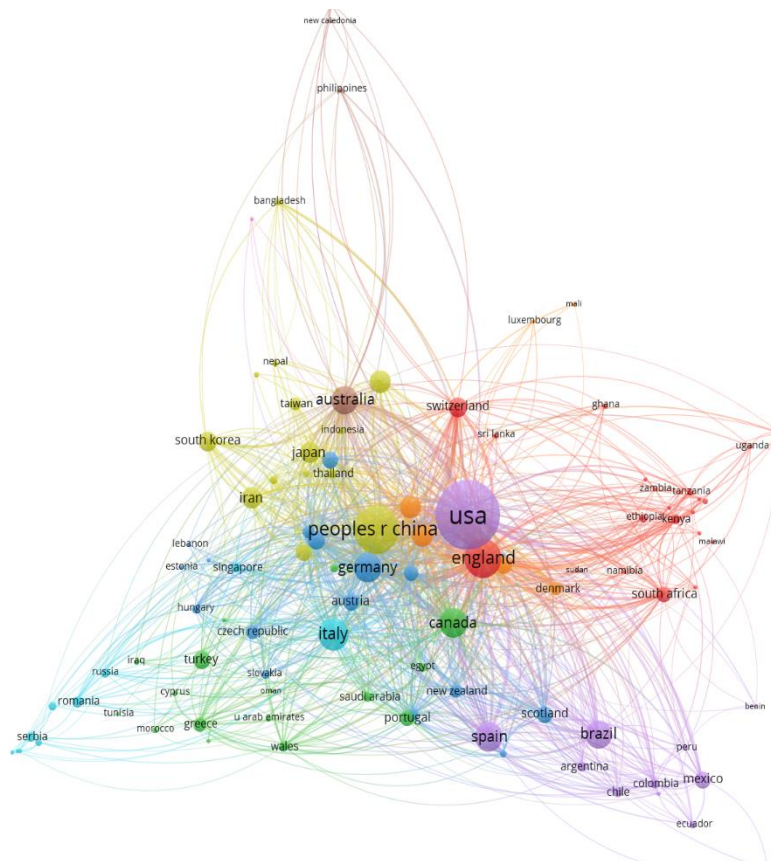 new caledonia
philippines
bangladesh
mali
luxembourg
nepal
australia
taiwan
switzerland
ghana
indonesia
sri lanka
south korea
uganda
japan
thailand
zambia
tanzania
iran
usa
peoples r china
ethiopia
kenya
lebanon
malawi
england
estonia
singapore
germany
sudan
namibia
denmark
south africa
hungary
austria
canada
czech republic
italy
turkey
iraq
egypt
russia
slovakia
new zealand
cyprus
oman
saudi arabia
romania
benin
tunisia
u arab emirates
portugal
scotland
morocco
greece
serbia
spain
brazil
wales
peru
argentina
mexico
chile
colombia
ecuador